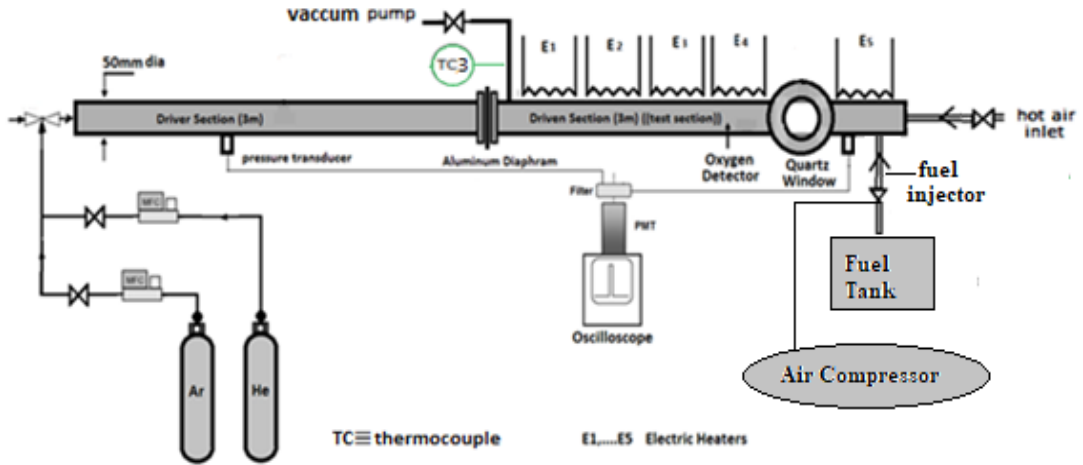 vaccum pump
50mm dia
TC3
E1
E2
E3
E4
E5
Driver Section (3m)
Driven Section (3m) ((test section))
hot air
inlet
pressure transducer
Aluminum Diaphram
Oxygen
Detector
Quartz
Window
fuel
injector
Filter
PMT
MFC
MFC
Fuel
Tank
Oscilloscope
Air Compressor
Ar
He
TC≡thermocouple
E1,....E5 Electric Heaters